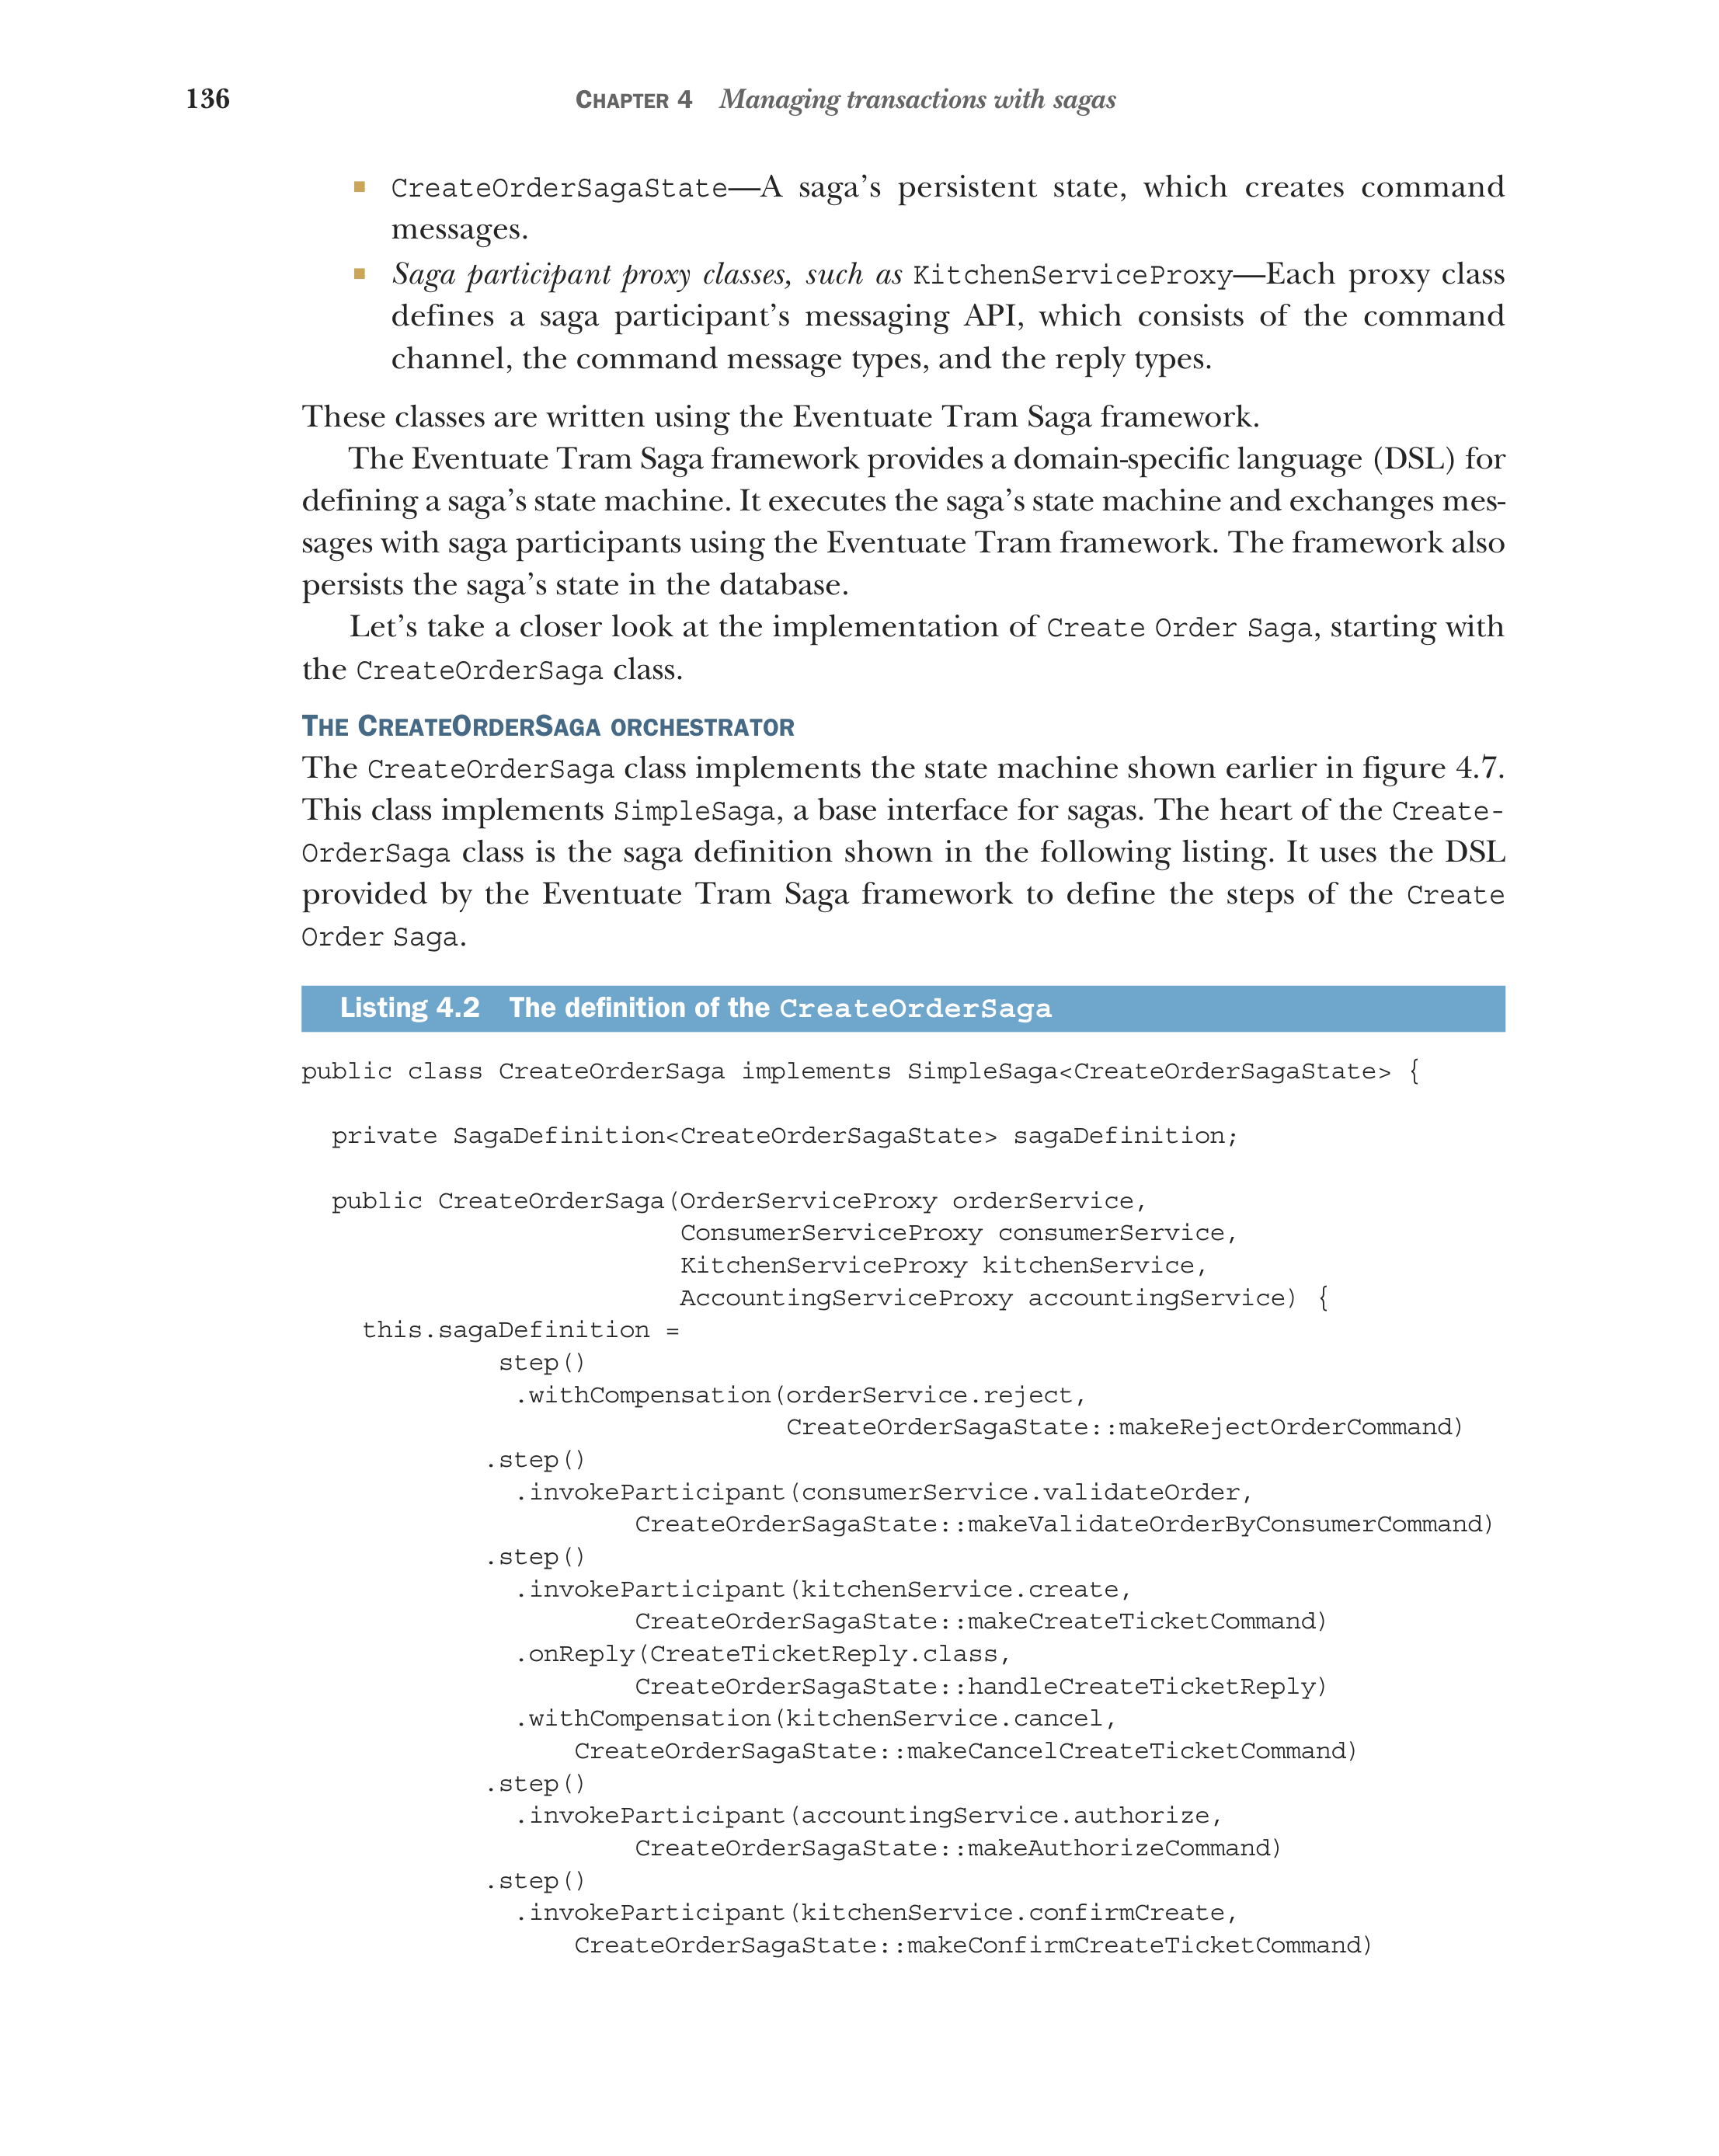 136 CHAPTER 4 Managing transactions with sagas
■ CreateOrderSagaState—A saga’s persistent state, which creates command
messages.
■ Saga participant proxy classes, such as KitchenServiceProxy—Each proxy class
defines a saga participant’s messaging API, which consists of the command
channel, the command message types, and the reply types.
These classes are written using the Eventuate Tram Saga framework.
The Eventuate Tram Saga framework provides a domain-specific language (DSL) for
defining a saga’s state machine. It executes the saga’s state machine and exchanges mes-
sages with saga participants using the Eventuate Tram framework. The framework also
persists the saga’s state in the database.
Let’s take a closer look at the implementation of Create Order Saga, starting with
the CreateOrderSaga class.
THE CREATEORDERSAGA ORCHESTRATOR
The CreateOrderSaga class implements the state machine shown earlier in figure 4.7.
This class implements SimpleSaga, a base interface for sagas. The heart of the Create-
OrderSaga class is the saga definition shown in the following listing. It uses the DSL
provided by the Eventuate Tram Saga framework to define the steps of the Create
Order Saga.
Listing 4.2 The definition of the CreateOrderSaga
public class CreateOrderSaga implements SimpleSaga<CreateOrderSagaState> {
private SagaDefinition<CreateOrderSagaState> sagaDefinition;
public CreateOrderSaga(OrderServiceProxy orderService,
ConsumerServiceProxy consumerService,
KitchenServiceProxy kitchenService,
AccountingServiceProxy accountingService) {
this.sagaDefinition =
step()
.withCompensation(orderService.reject,
CreateOrderSagaState::makeRejectOrderCommand)
.step()
.invokeParticipant(consumerService.validateOrder,
CreateOrderSagaState::makeValidateOrderByConsumerCommand)
.step()
.invokeParticipant(kitchenService.create,
CreateOrderSagaState::makeCreateTicketCommand)
.onReply(CreateTicketReply.class,
CreateOrderSagaState::handleCreateTicketReply)
.withCompensation(kitchenService.cancel,
CreateOrderSagaState::makeCancelCreateTicketCommand)
.step()
.invokeParticipant(accountingService.authorize,
CreateOrderSagaState::makeAuthorizeCommand)
.step()
.invokeParticipant(kitchenService.confirmCreate,
CreateOrderSagaState::makeConfirmCreateTicketCommand)